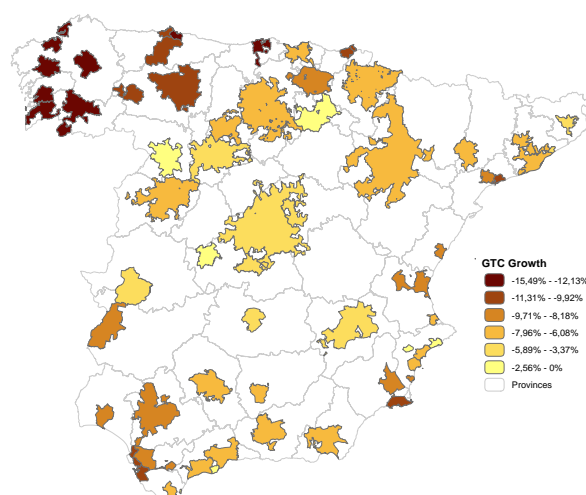 GTC Growth
-15,49% - -12,13%
-11,31% - -9,92%
-9,71% - -8,18%
-7,96% - -6,08%
-5,89% - -3,37%
-2,56% - 0%
Provinces